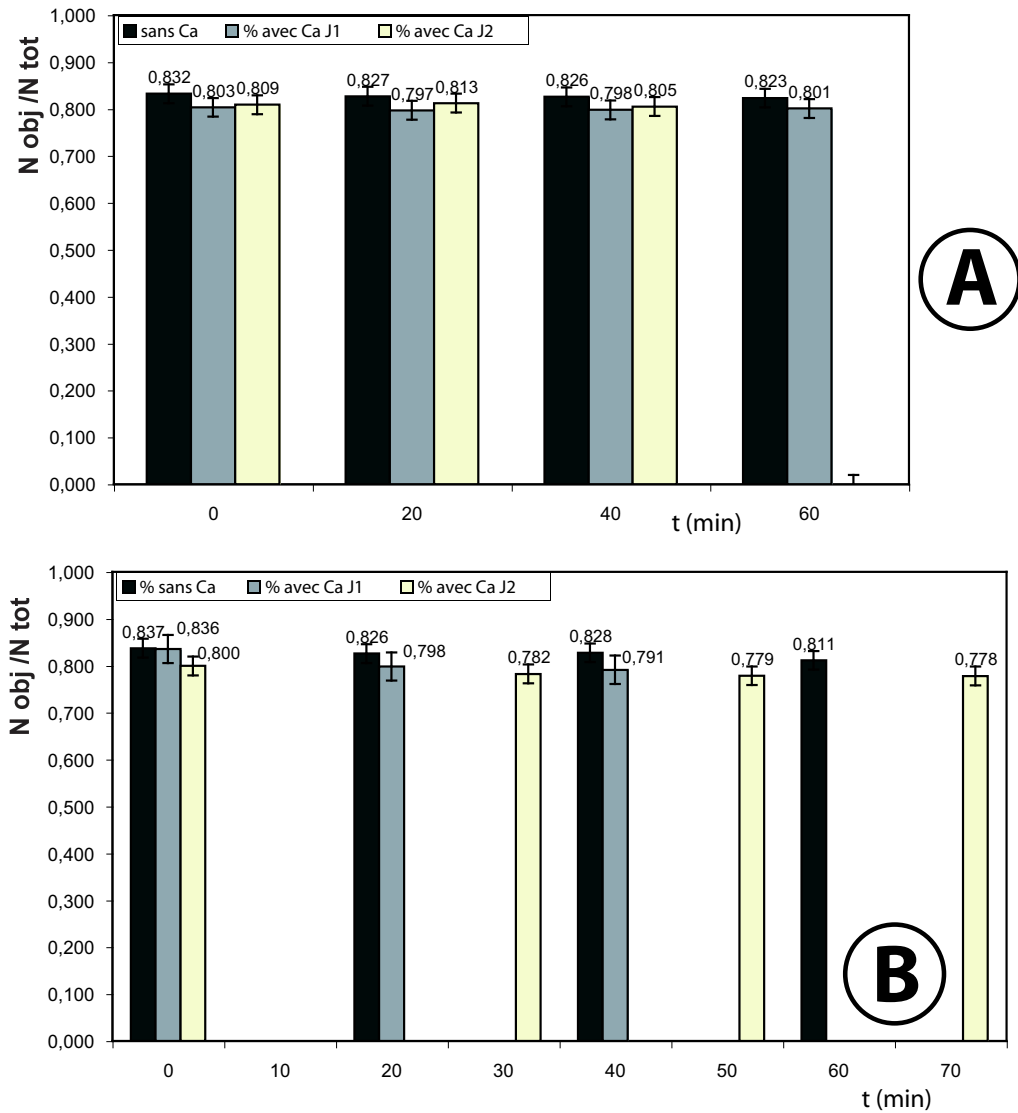 1,000
0,900
0,800
0,700
0,600
0,500
0,400
0,300
0,200
0,100
0,000
N obj /N tot
sans Ca % avec Ca J1 % avec Ca J2
0,832 0,803 0,809 0,827 0,797 0,813 0,826 0,798 0,805 0,823 0,801
0 20 40 60
t (min)
A
1,000
0,900
0,800
0,700
0,600
0,500
0,400
0,300
0,200
0,100
0,000
N obj /N tot
% sans Ca % avec Ca J1 % avec Ca J2
0,837 0,836 0,800 0,826 0,798 0,782 0,828 0,791 0,779 0,811 0,778
B
0 10 20 30 40 50 60 70
t (min)